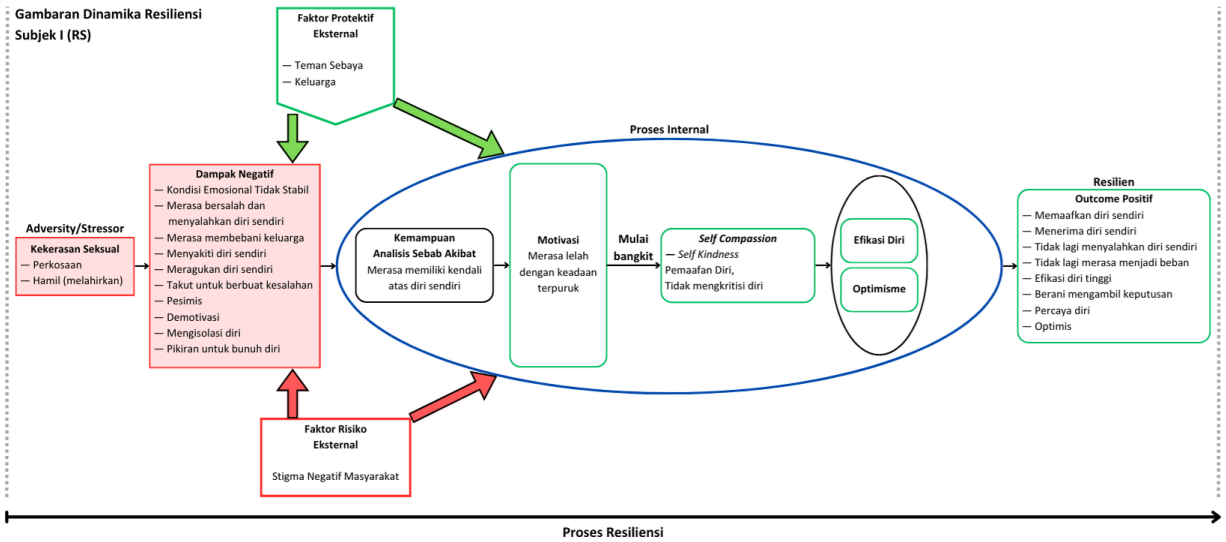 Gambaran Dinamika Resiliensi
Subjek I (RS)
Faktor Protektif
Eksternal
— Teman Sebaya
— Keluarga
Proses Internal
Adversity/Stressor
Kekerasan Seksual
— Perkosaan
— Hamil (melahirkan)
Dampak Negatif
— Kondisi Emosional Tidak Stabil
— Merasa bersalah dan
menyalahkan diri sendiri
— Merasa membebani keluarga
— Menyakiti diri sendiri
— Meragukan diri sendiri
— Takut untuk berbuat kesalahan
— Pesimis
— Demotivasi
— Mengisolasi diri
— Pikiran untuk bunuh diri
Kemampuan
Analisis Sebab Akibat
Merasa memiliki kendali
atas diri sendiri
Motivasi
Merasa lelah
dengan keadaan
terpuruk
Mulai
bangkit
Self Compassion
— Self Kindness
Pemaafan Diri,
Tidak mengkritisi diri
Efikasi Diri
Optimisme
Resilien
Outcome Positif
— Memaafkan diri sendiri
— Menerima diri sendiri
— Tidak lagi menyalahkan diri sendiri
— Tidak lagi merasa menjadi beban
— Efikasi diri tinggi
— Berani mengambil keputusan
— Percaya diri
— Optimis
Faktor Risiko
Eksternal
Stigma Negatif Masyarakat
Proses Resiliensi